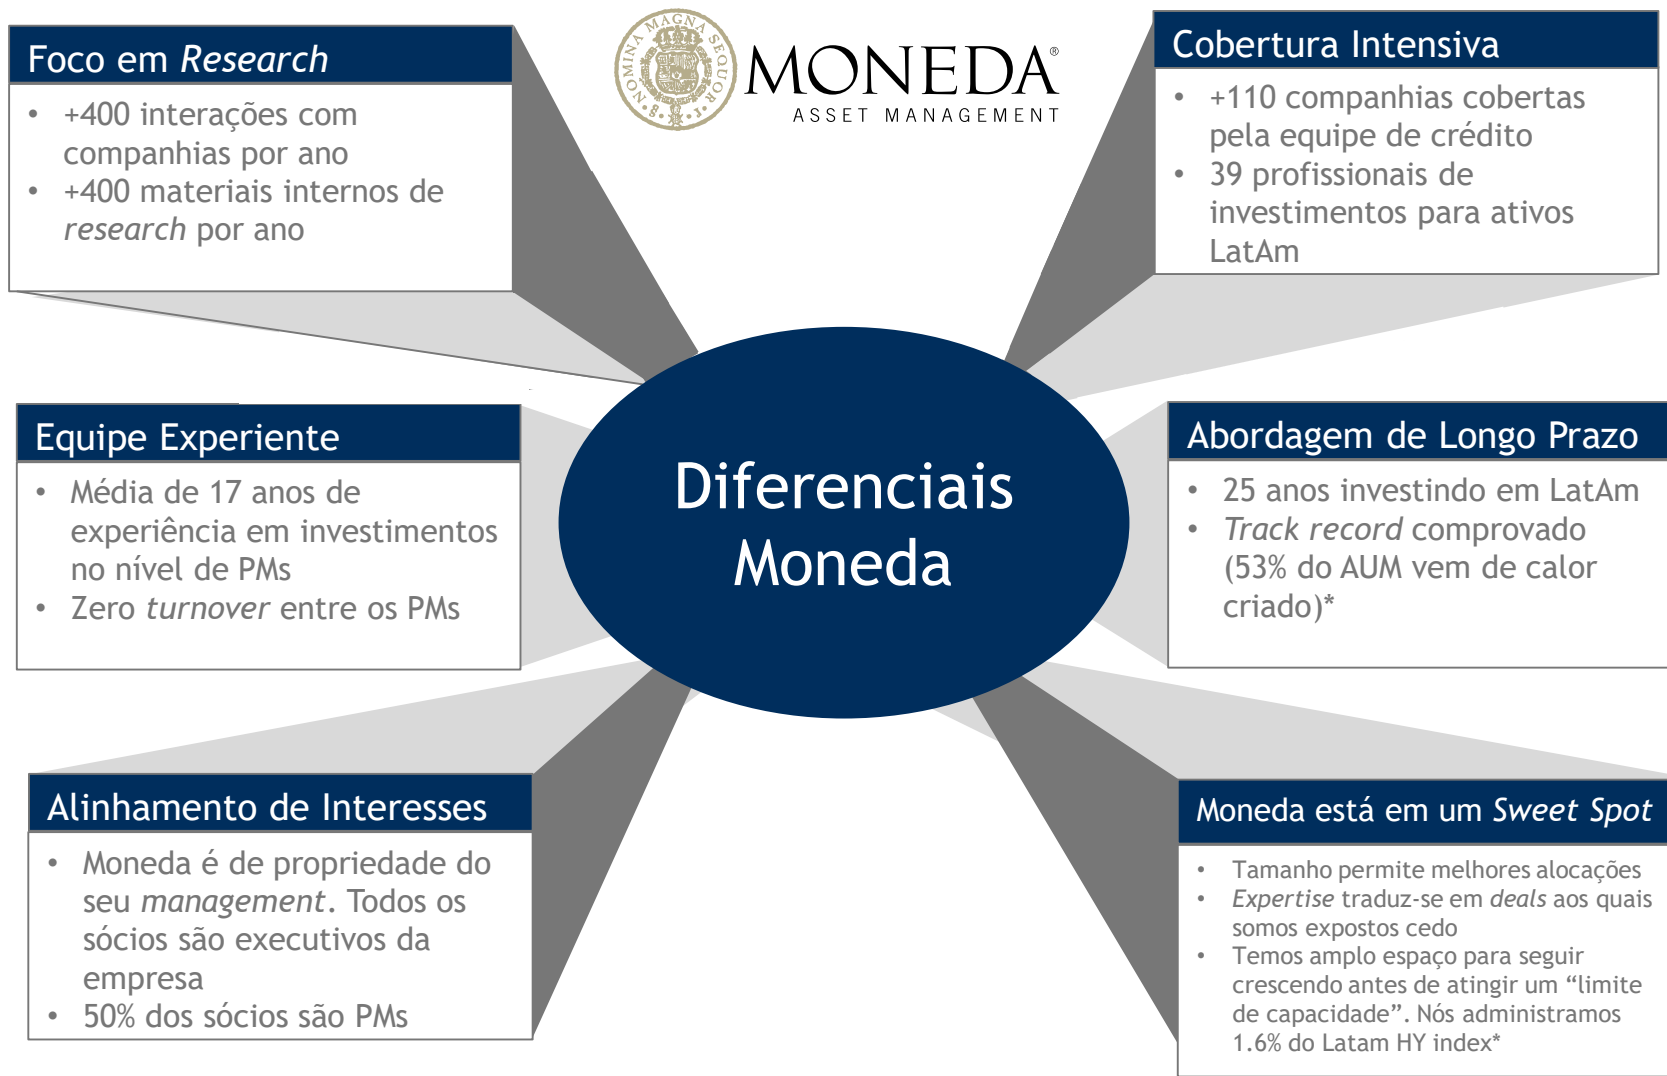 Foco em Research
• +400 interações com
companhias por ano
• +400 materiais internos de
research por ano
NOMINA MAGNA SEQUOR
MONEDA®
ASSET MANAGEMENT
Cobertura Intensiva
• +110 companhias cobertas
pela equipe de crédito
• 39 profissionais de
investimentos para ativos
LatAm
Equipe Experiente
• Média de 17 anos de
experiência em investimentos
no nível de PMs
• Zero turnover entre os PMs
Diferenciais
Moneda
Abordagem de Longo Prazo
• 25 anos investindo em LatAm
• Track record comprovado
(53% do AUM vem de calor
criado)*
Alinhamento de Interesses
• Moneda é de propriedade do
seu management. Todos os
sócios são executivos da
empresa
• 50% dos sócios são PMs
Moneda está em um Sweet Spot
• Tamanho permite melhores alocações
• Expertise traduz-se em deals aos quais
somos expostos cedo
• Temos amplo espaço para seguir
crescendo antes de atingir um “limite
de capacidade”. Nós administramos
1.6% do Latam HY index*